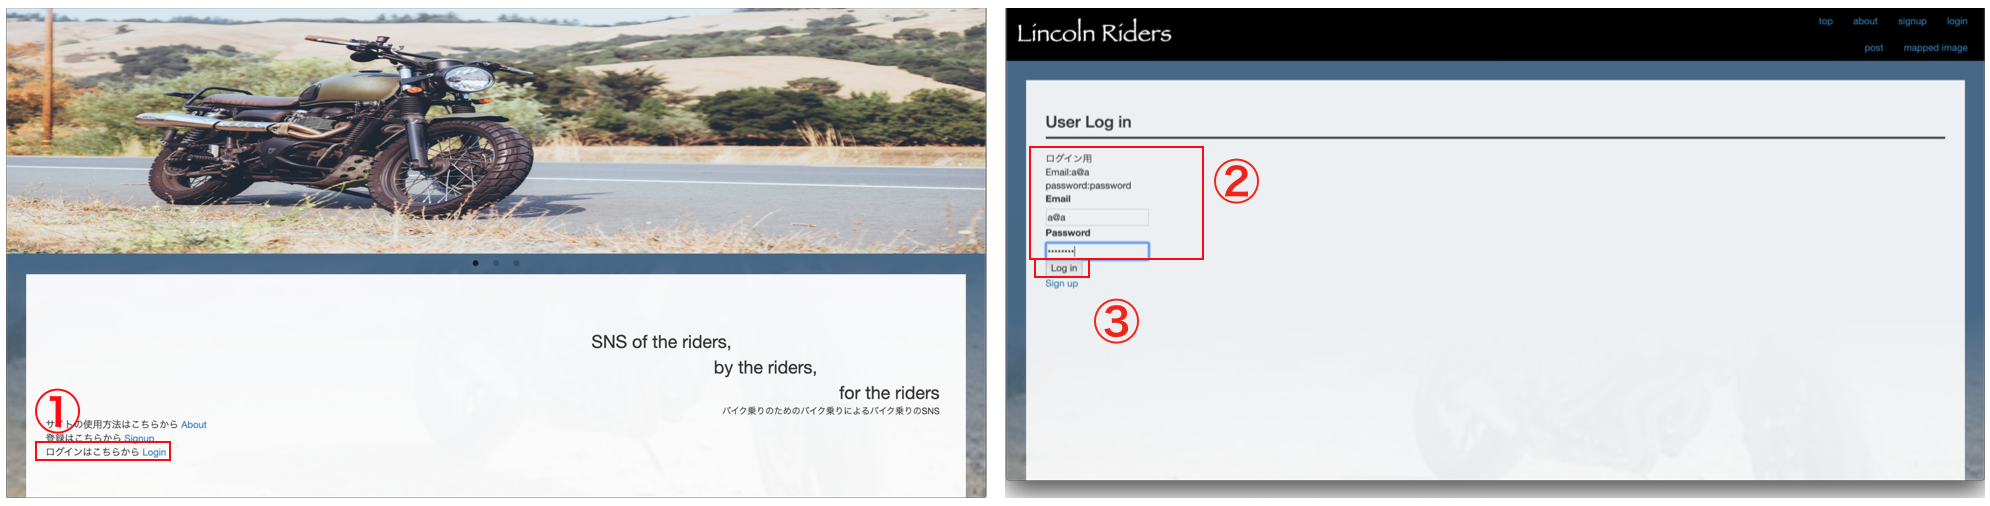 SNS of the riders,
by the riders,
for the riders
バイク乗りのためのバイク乗りによるバイク乗りのSNS
①
サイトの使用方法はこちらから About
登録はこちらから Signup
ログインはこちらから Login
Lincoln Riders
top about signup login
post mapped image
User Log in
ログイン用
Email:a@a
password:password
Email
a@a
Password
••••••••
Log in
Sign up
②
③